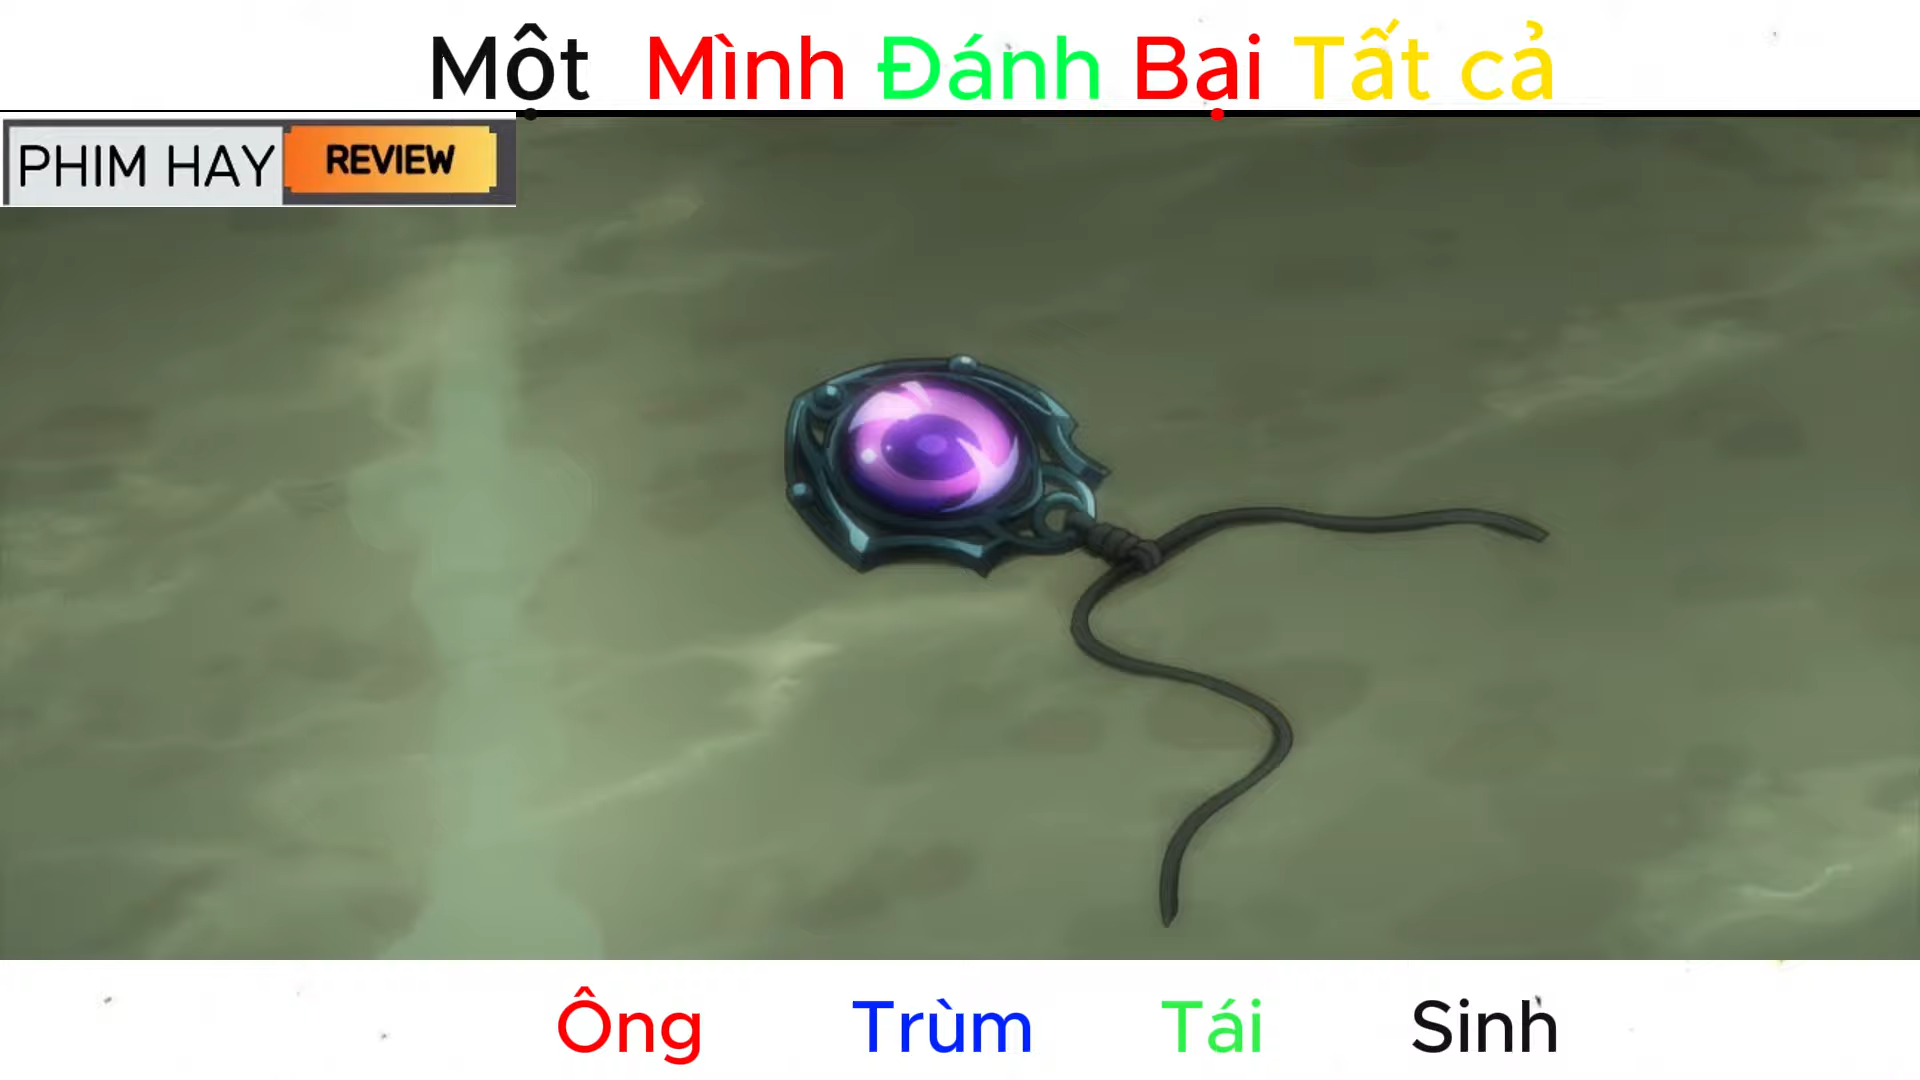 Một Mình Đánh Bại Tất cả
PHIM HAY REVIEW
Ông Trùm Tái Sinh